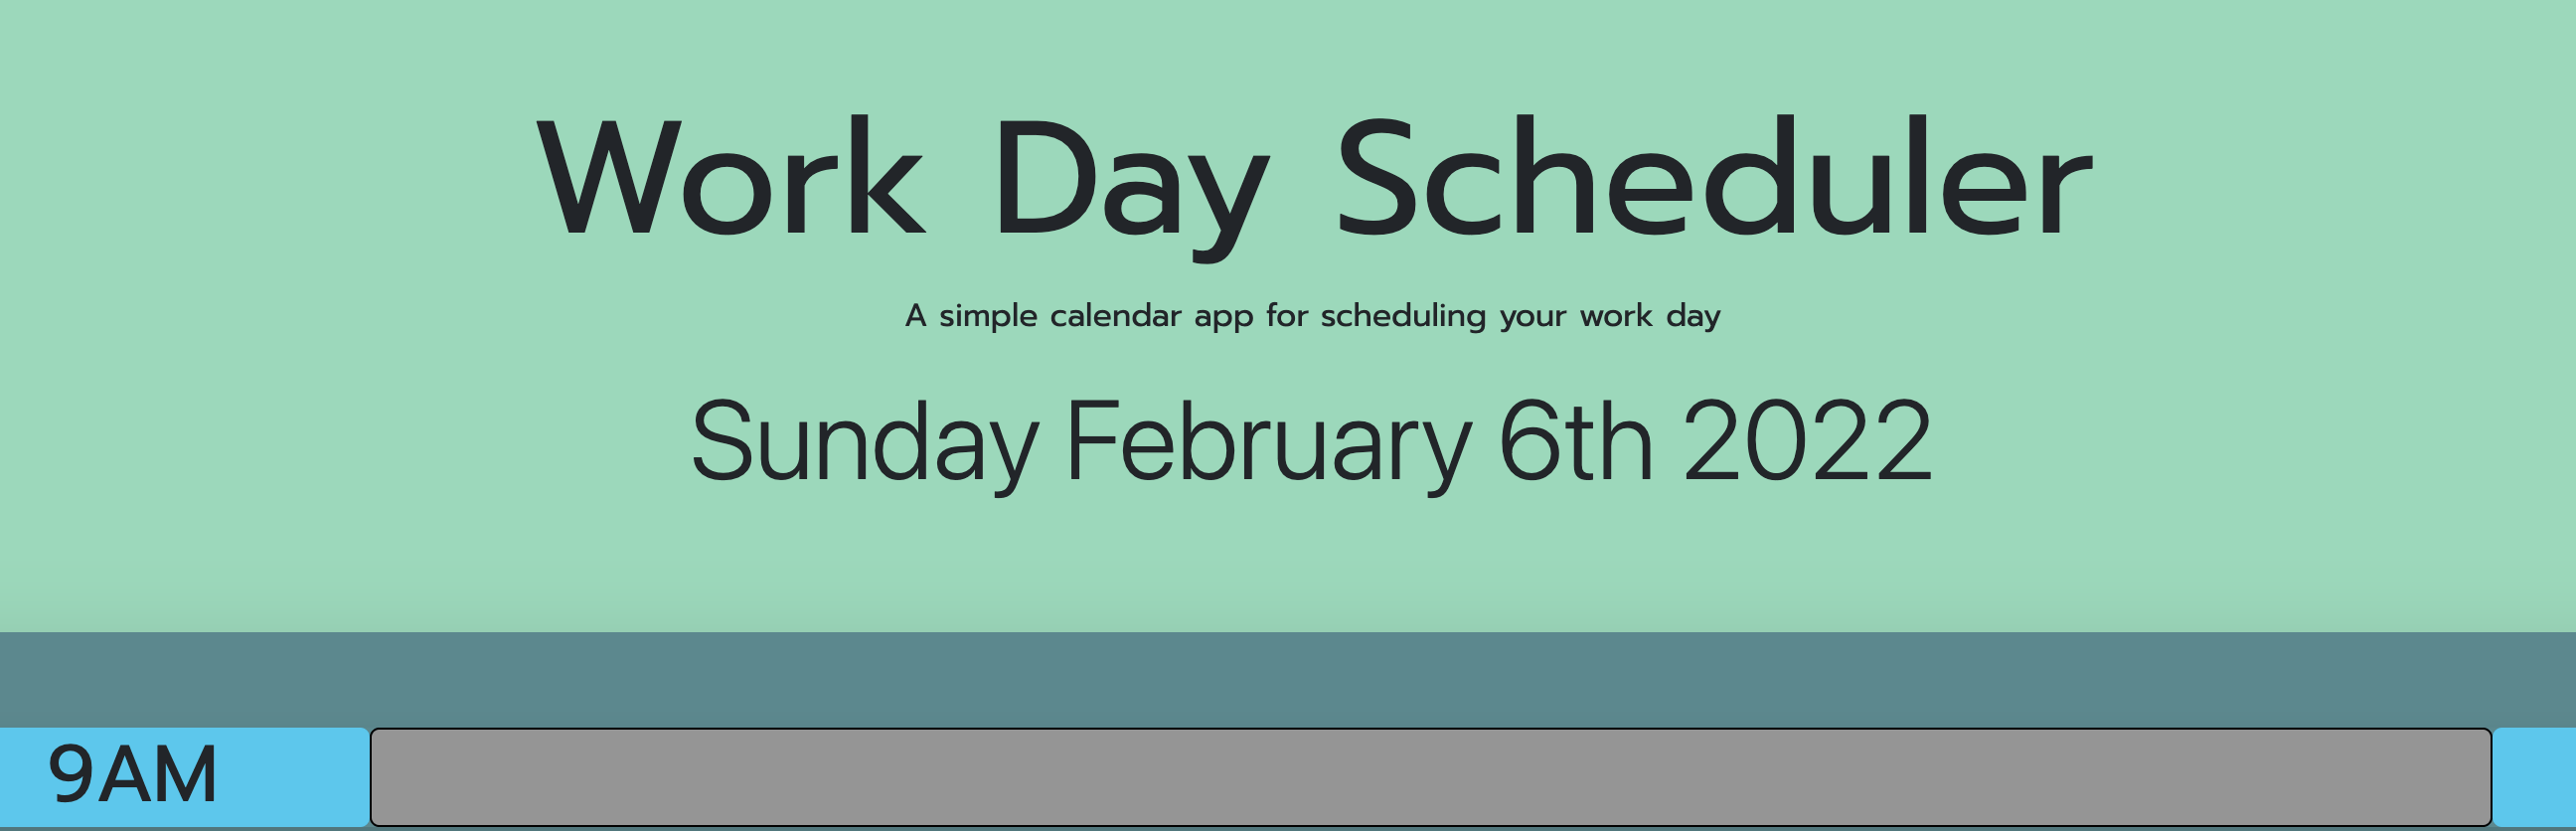 Work Day Scheduler
A simple calendar app for scheduling your work day
Sunday February 6th 2022
9AM